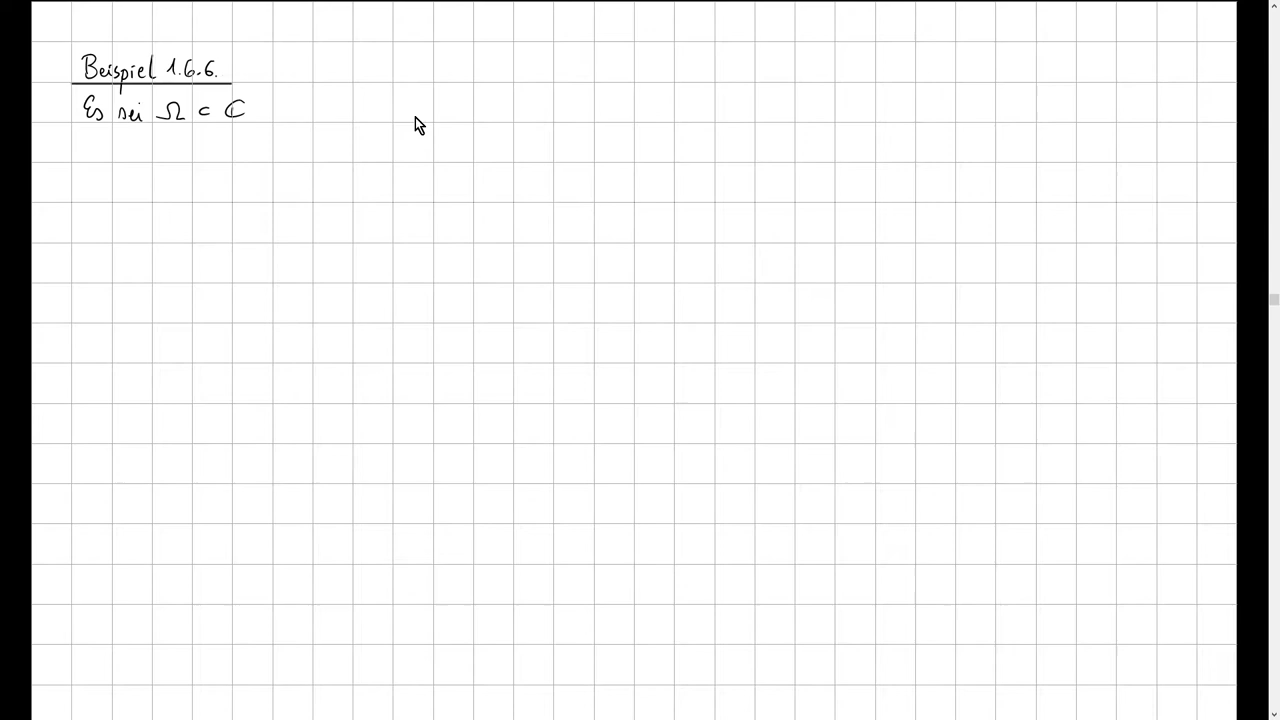 Beispiel 1.6.6.
Es sei Ω ⊂ ℂ